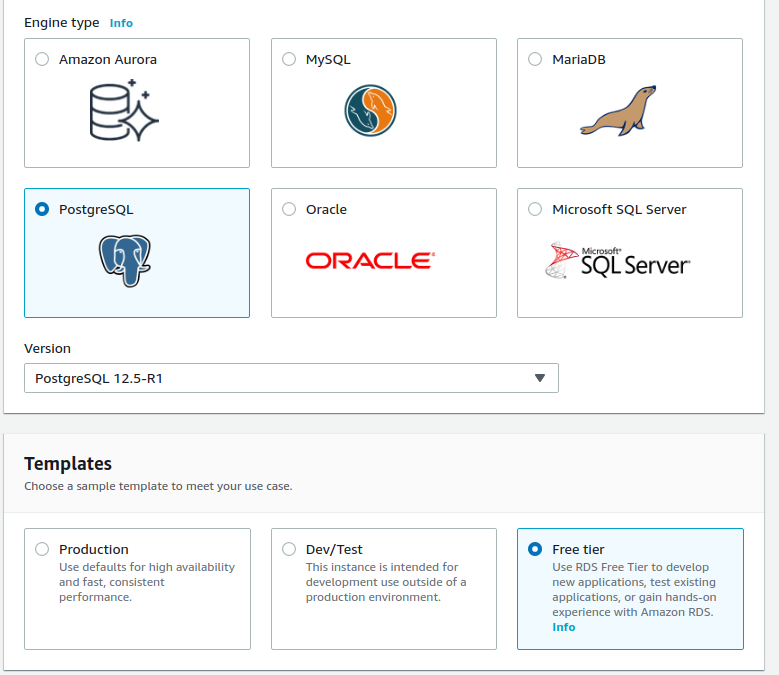 Engine type Info
Amazon Aurora
MySQL
MariaDB
PostgreSQL
Oracle
Microsoft SQL Server
ORACLE®
Microsoft®
SQL Server®
Version
PostgreSQL 12.5-R1
Templates
Choose a sample template to meet your use case.
Production
Use defaults for high availability
and fast, consistent
performance.
Dev/Test
This instance is intended for
development use outside of a
production environment.
Free tier
Use RDS Free Tier to develop
new applications, test existing
applications, or gain hands-on
experience with Amazon RDS.
Info